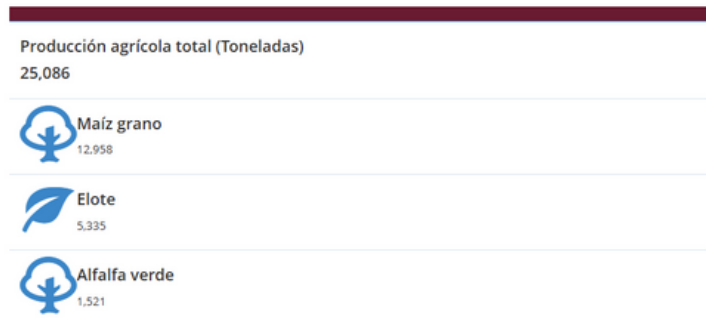 Producción agrícola total (Toneladas)
25,086
Maíz grano
12,958
Elote
5,335
Alfalfa verde
1,521